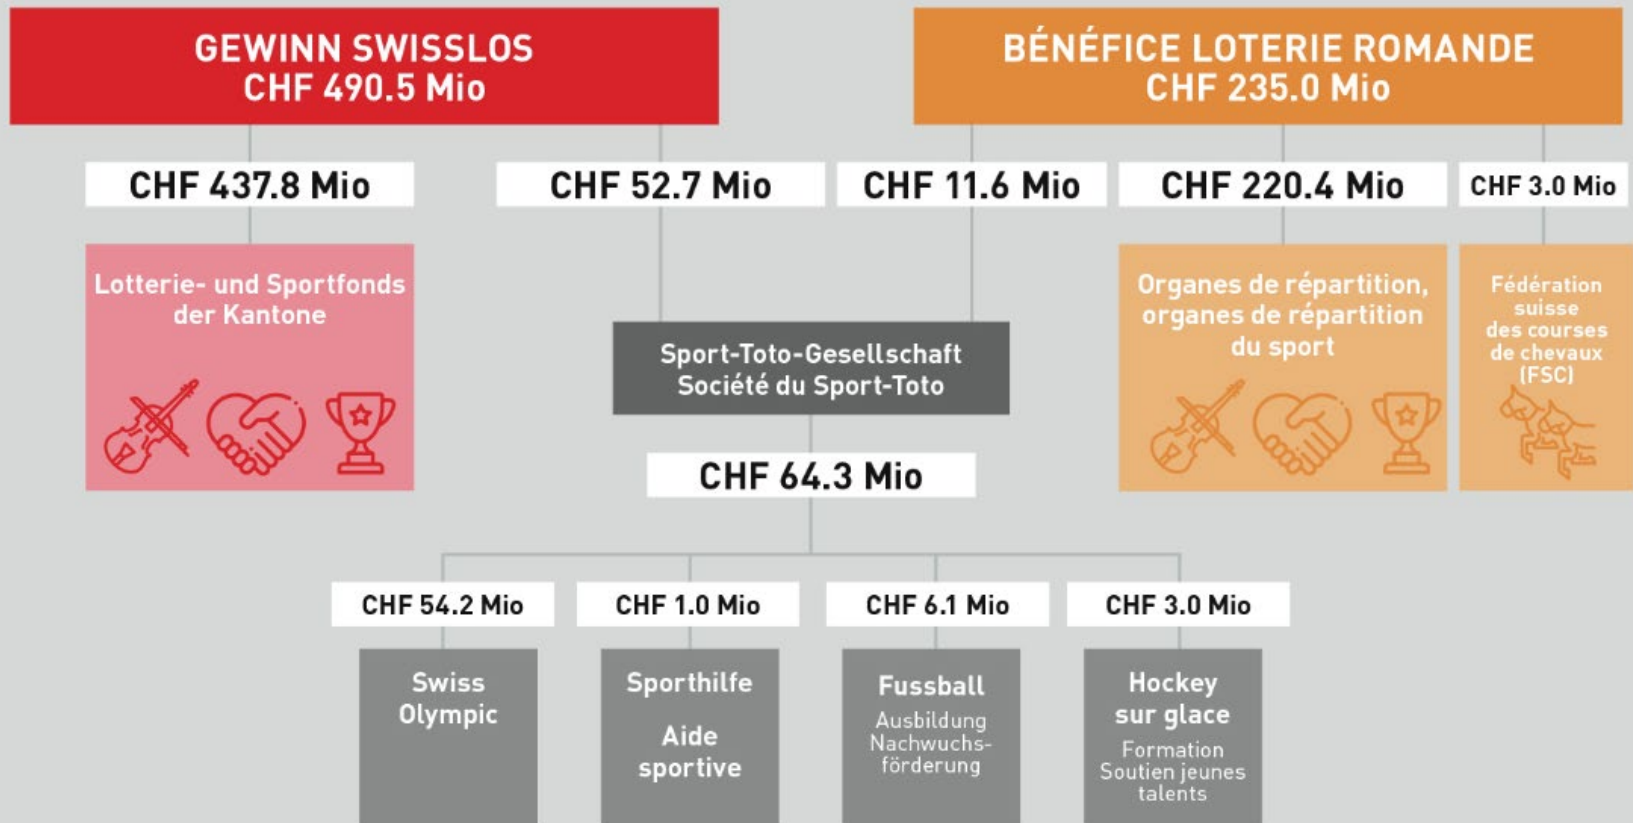 GEWINN SWISSLOS
CHF 490.5 Mio
BÉNÉFICE LOTERIE ROMANDE
CHF 235.0 Mio
CHF 437.8 Mio
CHF 52.7 Mio
CHF 11.6 Mio
CHF 220.4 Mio
CHF 3.0 Mio
Lotterie- und Sportfonds
der Kantone
Sport-Toto-Gesellschaft
Société du Sport-Toto
Organes de répartition,
organes de répartition
du sport
Fédération
suisse
des courses
de chevaux
(FSC)
CHF 64.3 Mio
CHF 54.2 Mio
CHF 1.0 Mio
CHF 6.1 Mio
CHF 3.0 Mio
Swiss
Olympic
Sporthilfe
Aide
sportive
Fussball
Ausbildung
Nachwuchs-
förderung
Hockey
sur glace
Formation
Soutien jeunes
talents